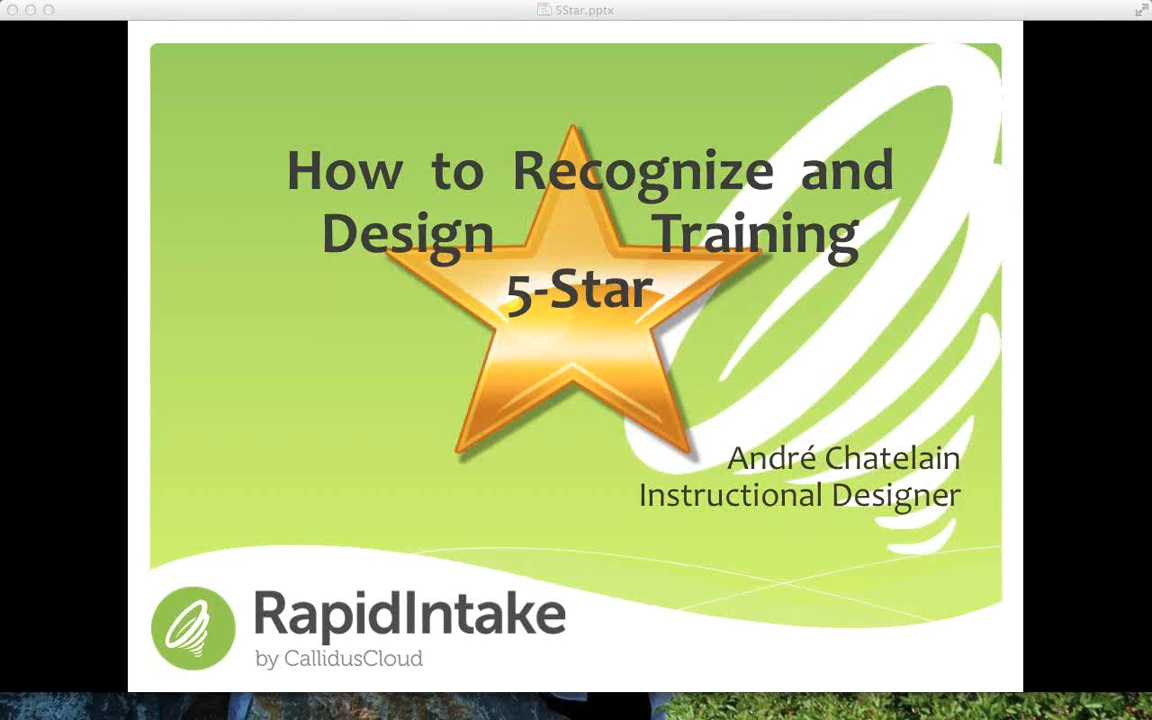 5Star.pptx
How to Recognize and
Design Training
5-Star
André Chatelain
Instructional Designer
RapidIntake
by CallidusCloud